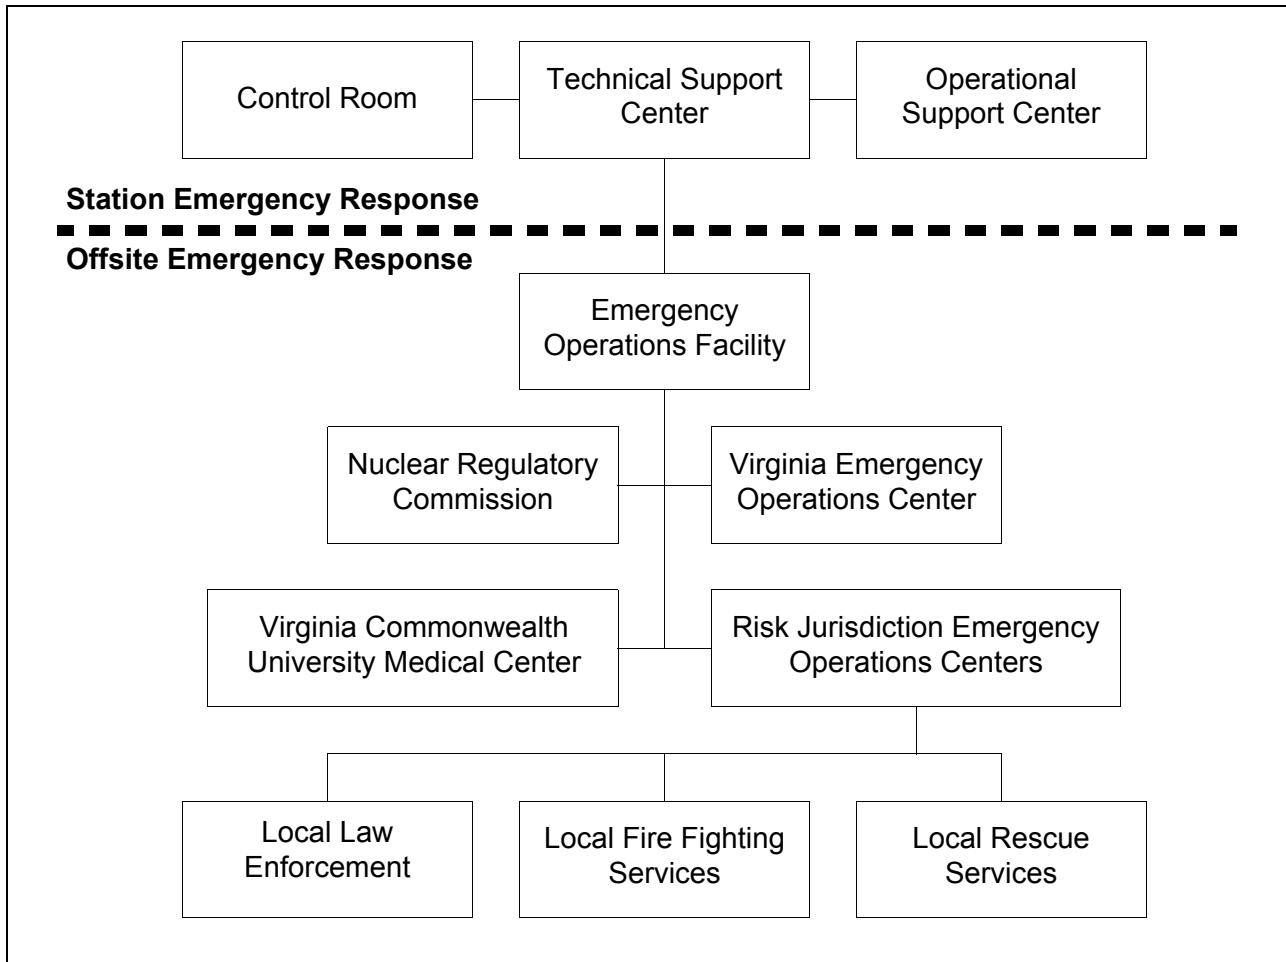 Control Room
Technical Support
Center
Operational
Support Center
Station Emergency Response
Offsite Emergency Response
Emergency
Operations Facility
Nuclear Regulatory
Commission
Virginia Emergency
Operations Center
Virginia Commonwealth
University Medical Center
Risk Jurisdiction Emergency
Operations Centers
Local Law
Enforcement
Local Fire Fighting
Services
Local Rescue
Services